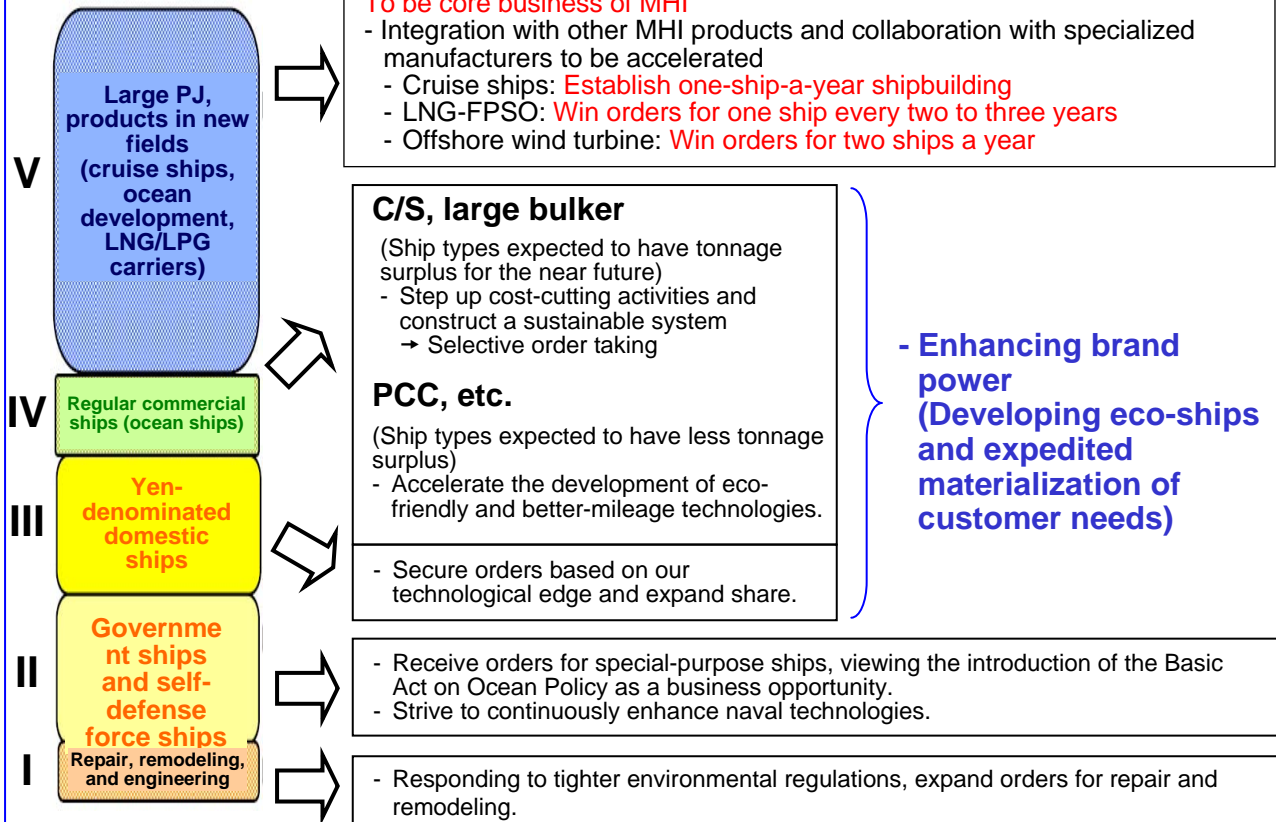 To be core business of MHI
- Integration with other MHI products and collaboration with specialized
manufacturers to be accelerated
- Cruise ships: Establish one-ship-a-year shipbuilding
- LNG-FPSO: Win orders for one ship every two to three years
- Offshore wind turbine: Win orders for two ships a year
V
Large PJ,
products in new
fields
(cruise ships,
ocean
development,
LNG/LPG
carriers)
C/S, large bulker
(Ship types expected to have tonnage
surplus for the near future)
- Step up cost-cutting activities and
construct a sustainable system
→ Selective order taking
PCC, etc.
(Ship types expected to have less tonnage
surplus)
- Accelerate the development of eco-
friendly and better-mileage technologies.
- Enhancing brand
power
(Developing eco-ships
and expedited
materialization of
customer needs)
IV
Regular commercial
ships (ocean ships)
III
Yen-
denominated
domestic
ships
- Secure orders based on our
technological edge and expand share.
II
Governme
nt ships
and self-
defense
force ships
- Receive orders for special-purpose ships, viewing the introduction of the Basic
Act on Ocean Policy as a business opportunity.
- Strive to continuously enhance naval technologies.
I
Repair, remodeling,
and engineering
- Responding to tighter environmental regulations, expand orders for repair and
remodeling.